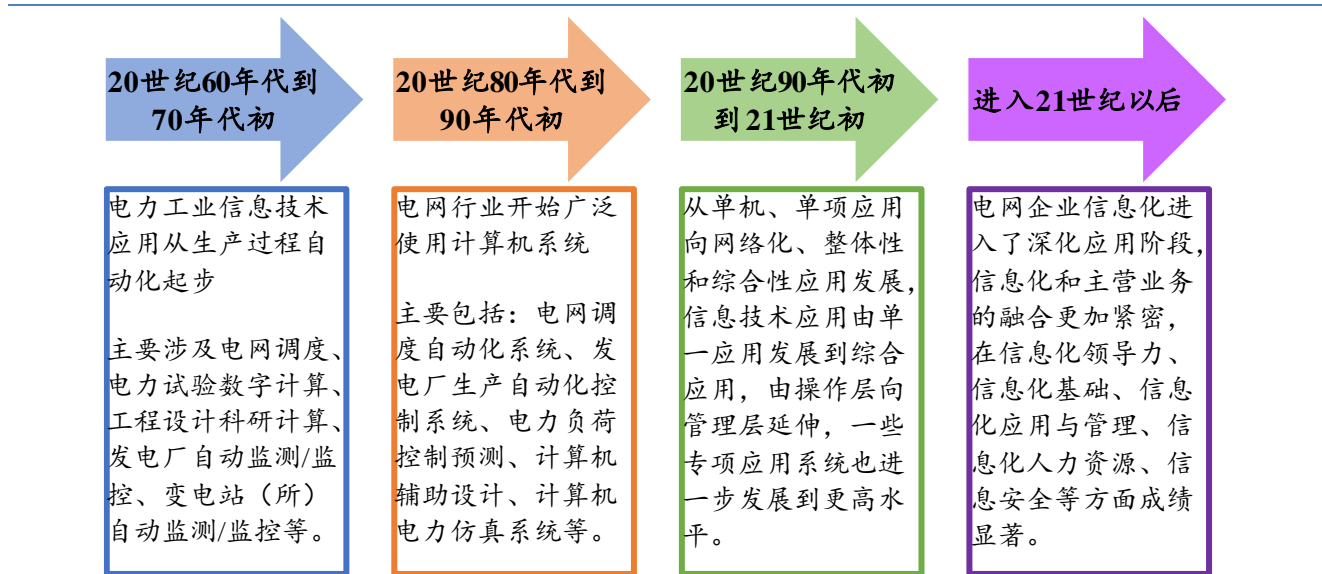 20世纪60年代到
70年代初
电力工业信息技术
应用从生产过程自
动化起步
主要涉及电网调度、
电力试验数字计算、
工程设计科研计算、
发电厂自动监测/监
控、变电站（所）
自动监测/监控等。
20世纪80年代到
90年代初
电网行业开始广泛
使用计算机系统
主要包括：电网调
度自动化系统、发
电厂生产自动化控
制系统、电力负荷
控制预测、计算机
辅助设计、计算机
电力仿真系统等。
20世纪90年代初
到21世纪初
从单机、单项应用
向网络化、整体性
和综合性应用发展，
信息技术应用由单
一应用发展到综合
应用，由操作层向
管理层延伸，一些
专项应用系统也进
一步发展到更高水
平。
进入21世纪以后
电网企业信息化进
入了深化应用阶段，
信息化和主营业务
的融合更加紧密，
在信息化领导力、
信息化基础、信息
化应用与管理、信
息化人力资源、信
息安全等方面成绩
显著。